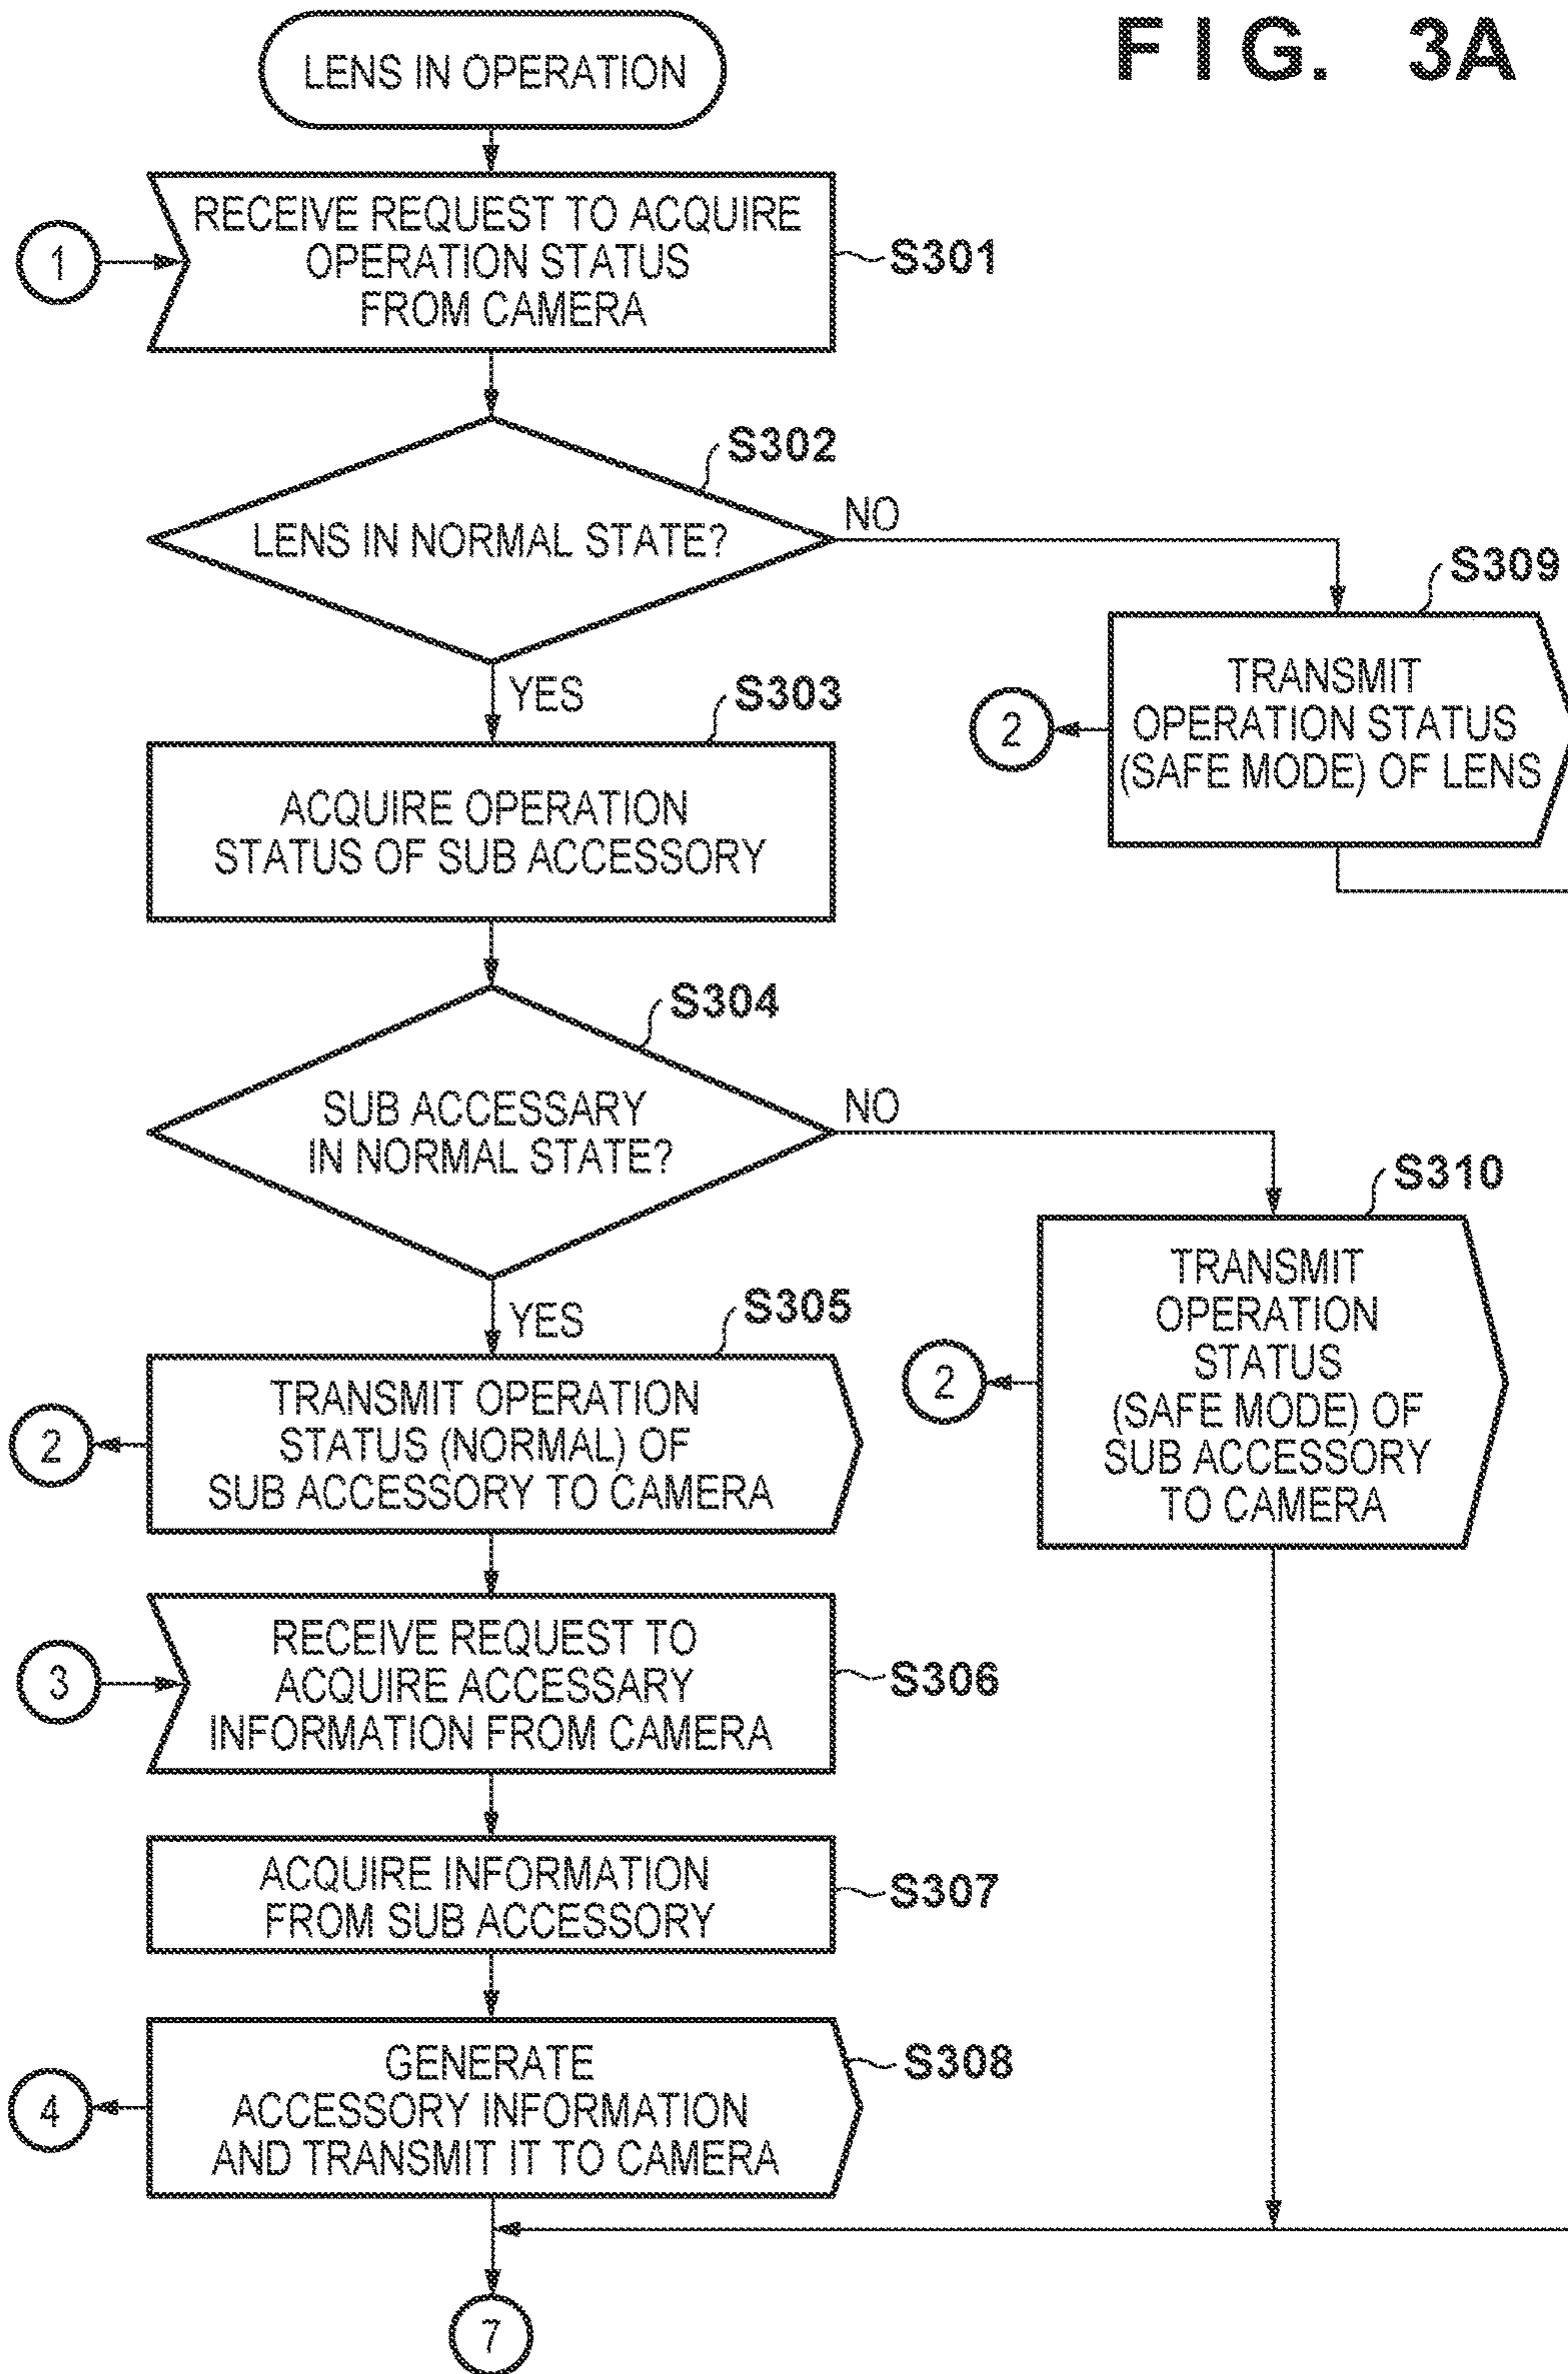 FIG. 3A
LENS IN OPERATION
1
RECEIVE REQUEST TO ACQUIRE
OPERATION STATUS
FROM CAMERA
S301
S302
LENS IN NORMAL STATE?
NO
YES
S309
TRANSMIT
OPERATION STATUS
(SAFE MODE) OF LENS
2
S303
ACQUIRE OPERATION
STATUS OF SUB ACCESSORY
S304
SUB ACCESSARY
IN NORMAL STATE?
NO
YES
S310
TRANSMIT
OPERATION
STATUS
(SAFE MODE) OF
SUB ACCESSORY
TO CAMERA
2
S305
TRANSMIT OPERATION
STATUS (NORMAL) OF
SUB ACCESSORY TO CAMERA
2
3
RECEIVE REQUEST TO
ACQUIRE ACCESSARY
INFORMATION FROM CAMERA
S306
ACQUIRE INFORMATION
FROM SUB ACCESSORY
S307
GENERATE
ACCESSORY INFORMATION
AND TRANSMIT IT TO CAMERA
S308
4
7